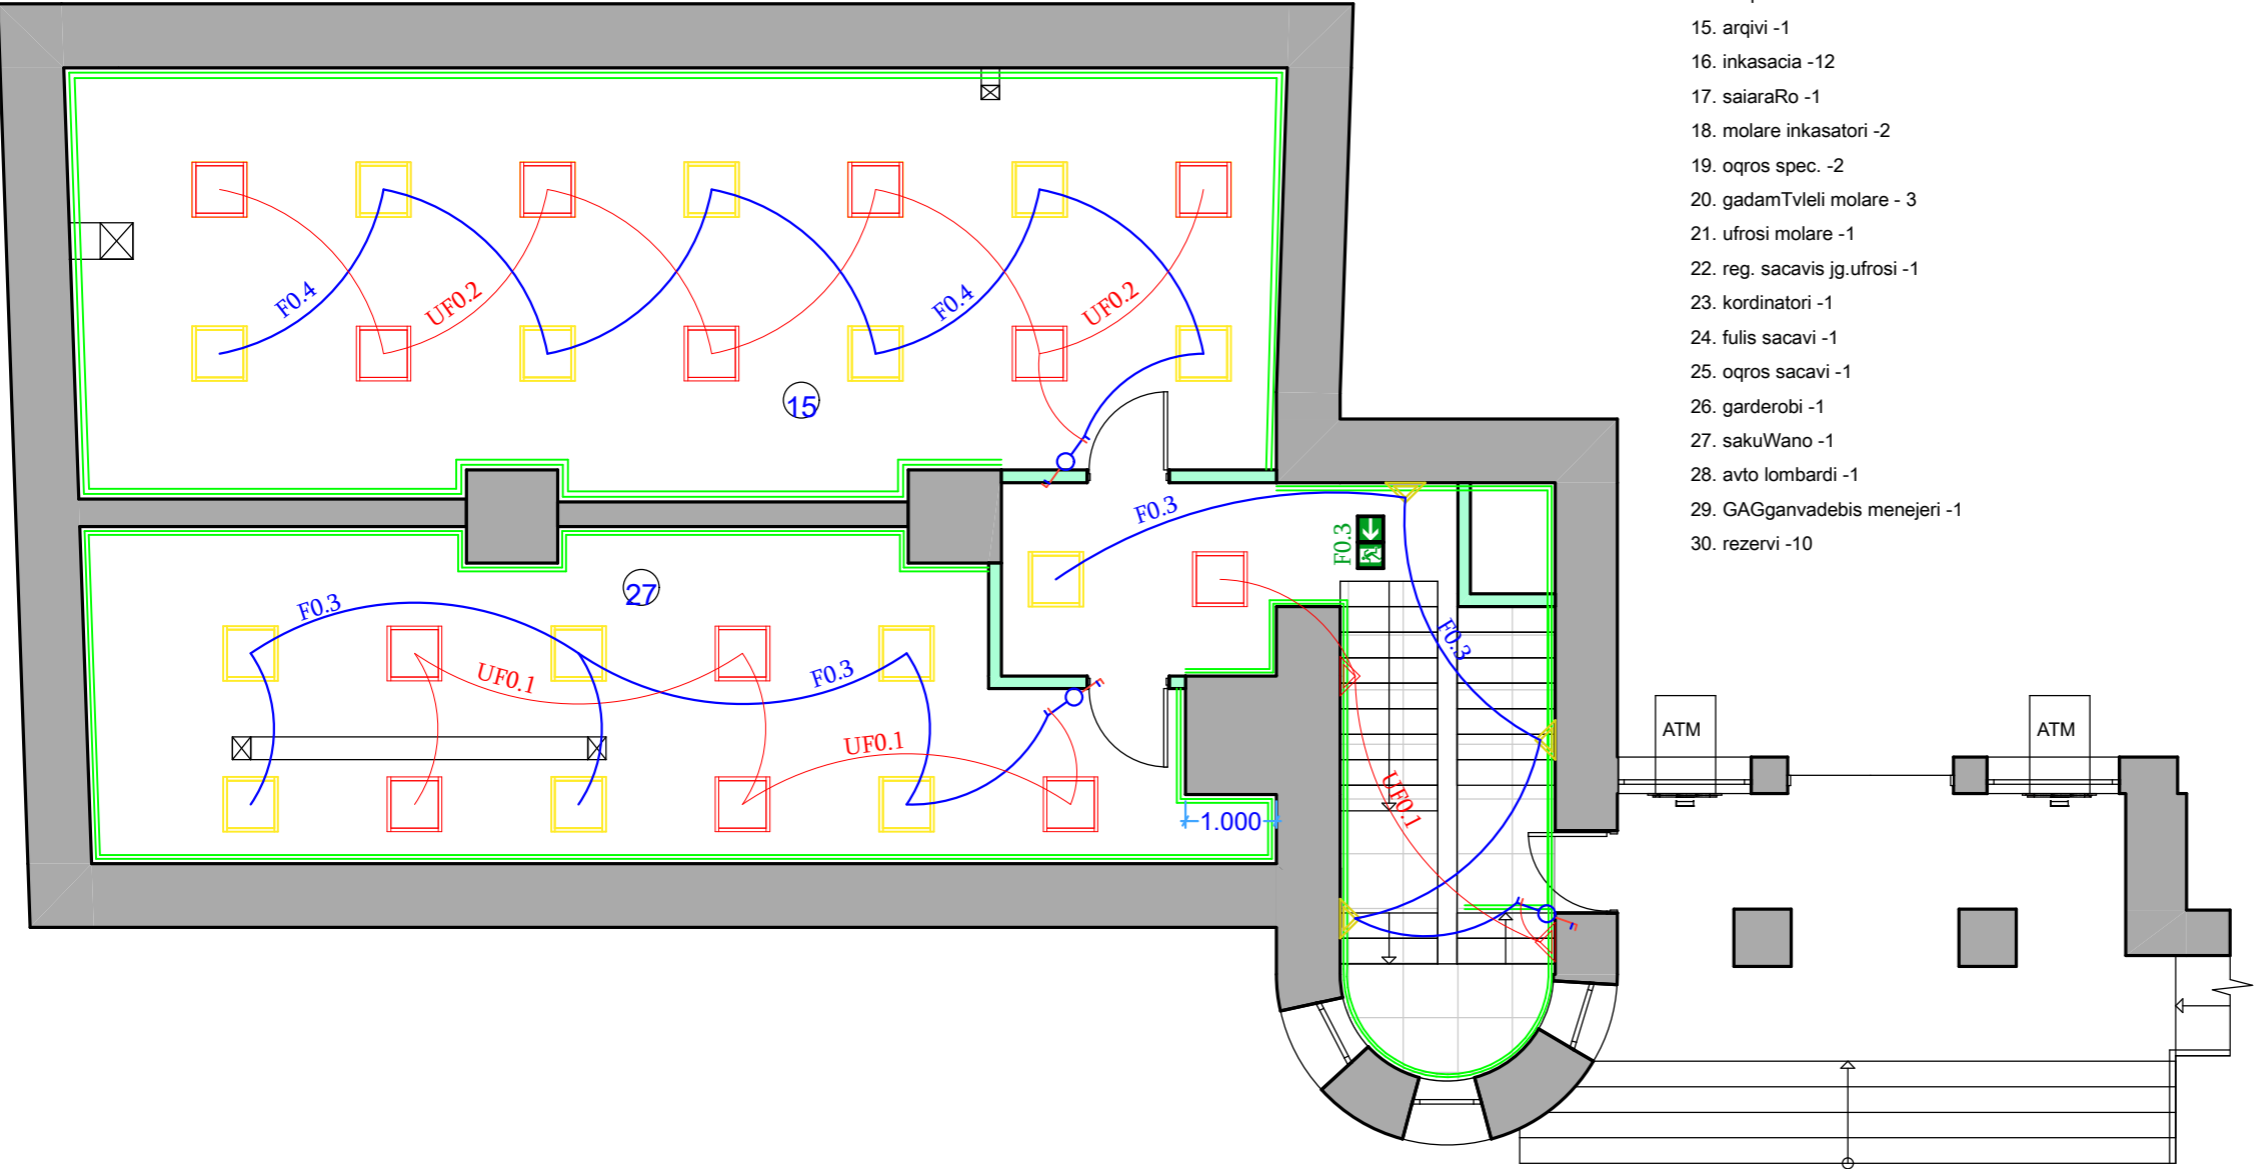 15. arqivi -1
16. inkasacia -12
17. saiaraRo -1
18. molare inkasatori -2
19. oqros spec. -2
20. gadamTvleli molare - 3
21. ufrosi molare -1
22. reg. sacavis jg.ufrosi -1
23. kordinatori -1
24. fulis sacavi -1
25. oqros sacavi -1
26. garderobi -1
27. sakuWano -1
28. avto lombardi -1
29. GAGganvadebis menejeri -1
30. rezervi -10
F0.4
UF0.2
F0.4
UF0.2
15
F0.3
F0.3
27
F0.3
F0.3
UF0.1
F0.3
UF0.1
UF0.1
1.000
ATM
ATM